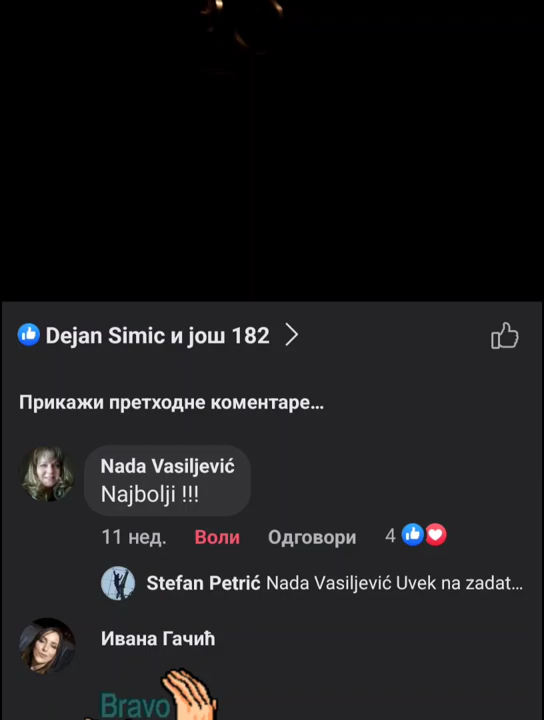 Dejan Simic и још 182
Прикажи претходне коментаре...
Nada Vasiljević
Najbolji !!!
11 нед. Воли Одговори 4
Stefan Petrić Nada Vasiljević Uvek na zadat...
Ивана Гачић
Bravo